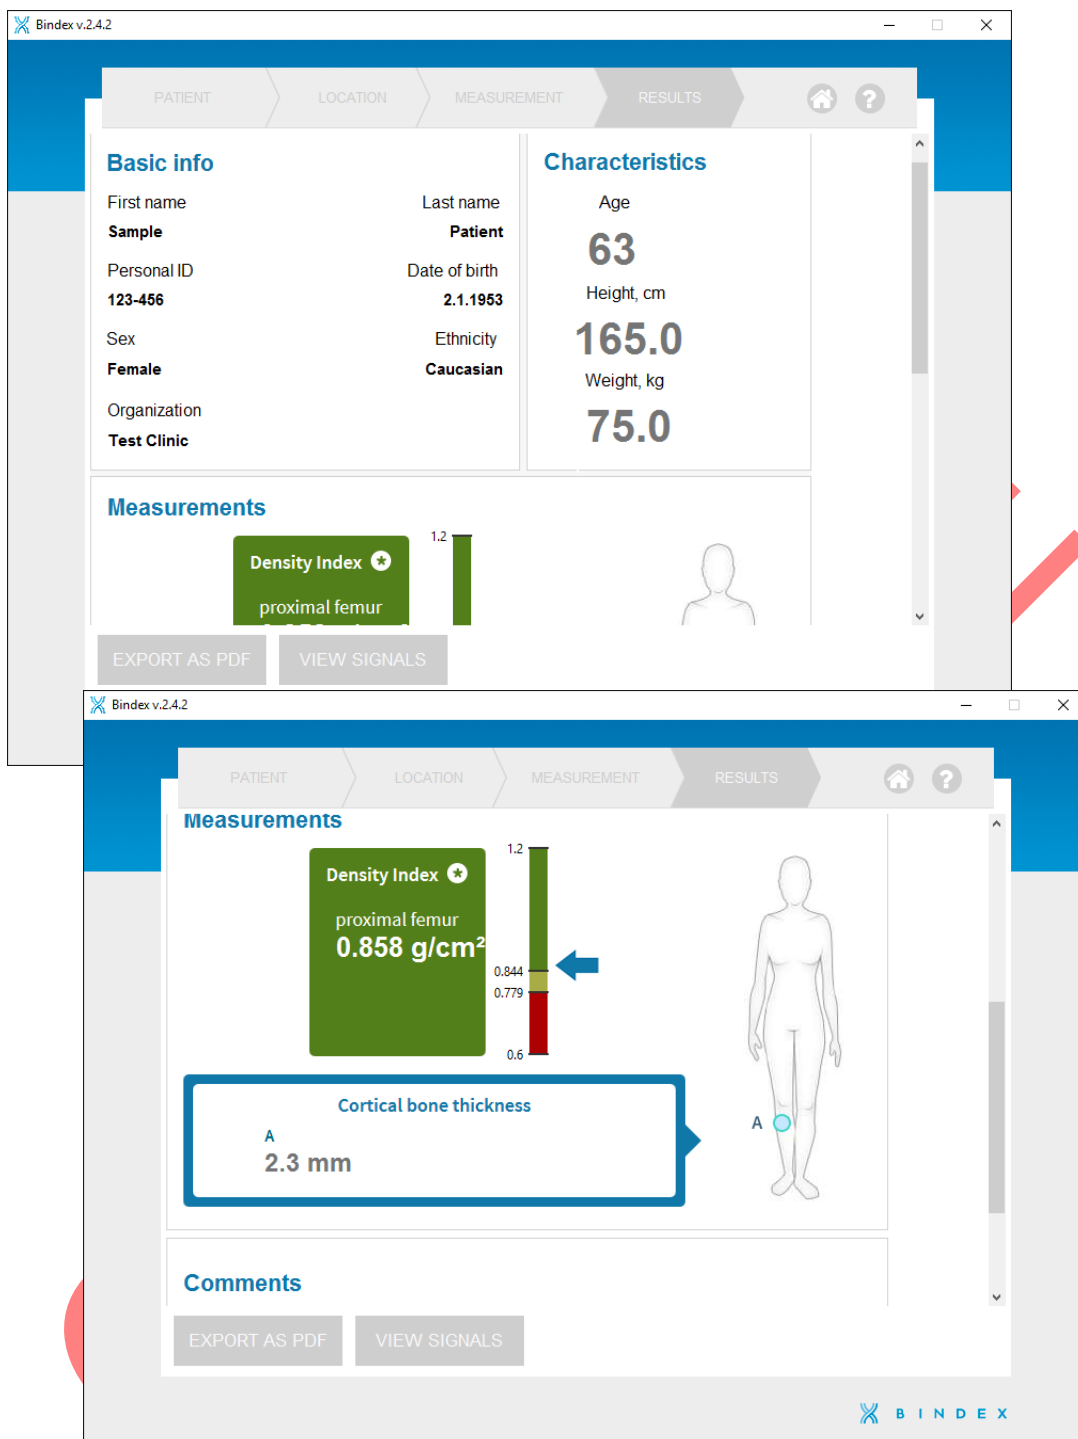 Bindex v.2.4.2
PATIENT LOCATION MEASUREMENT RESULTS ?
Basic info
First name Last name
Sample Patient
Personal ID Date of birth
123-456 2.1.1953
Sex Ethnicity
Female Caucasian
Organization
Test Clinic
Characteristics
Age
63
Height, cm
165.0
Weight, kg
75.0
Measurements
Density Index *
proximal femur
1.2
EXPORT AS PDF VIEW SIGNALS
Bindex v.2.4.2
PATIENT LOCATION MEASUREMENT RESULTS ?
Measurements
Density Index *
proximal femur
0.858 g/cm²
1.2
0.844
0.779
0.6
Cortical bone thickness
A
2.3 mm
A
Comments
EXPORT AS PDF VIEW SIGNALS
BINDEX